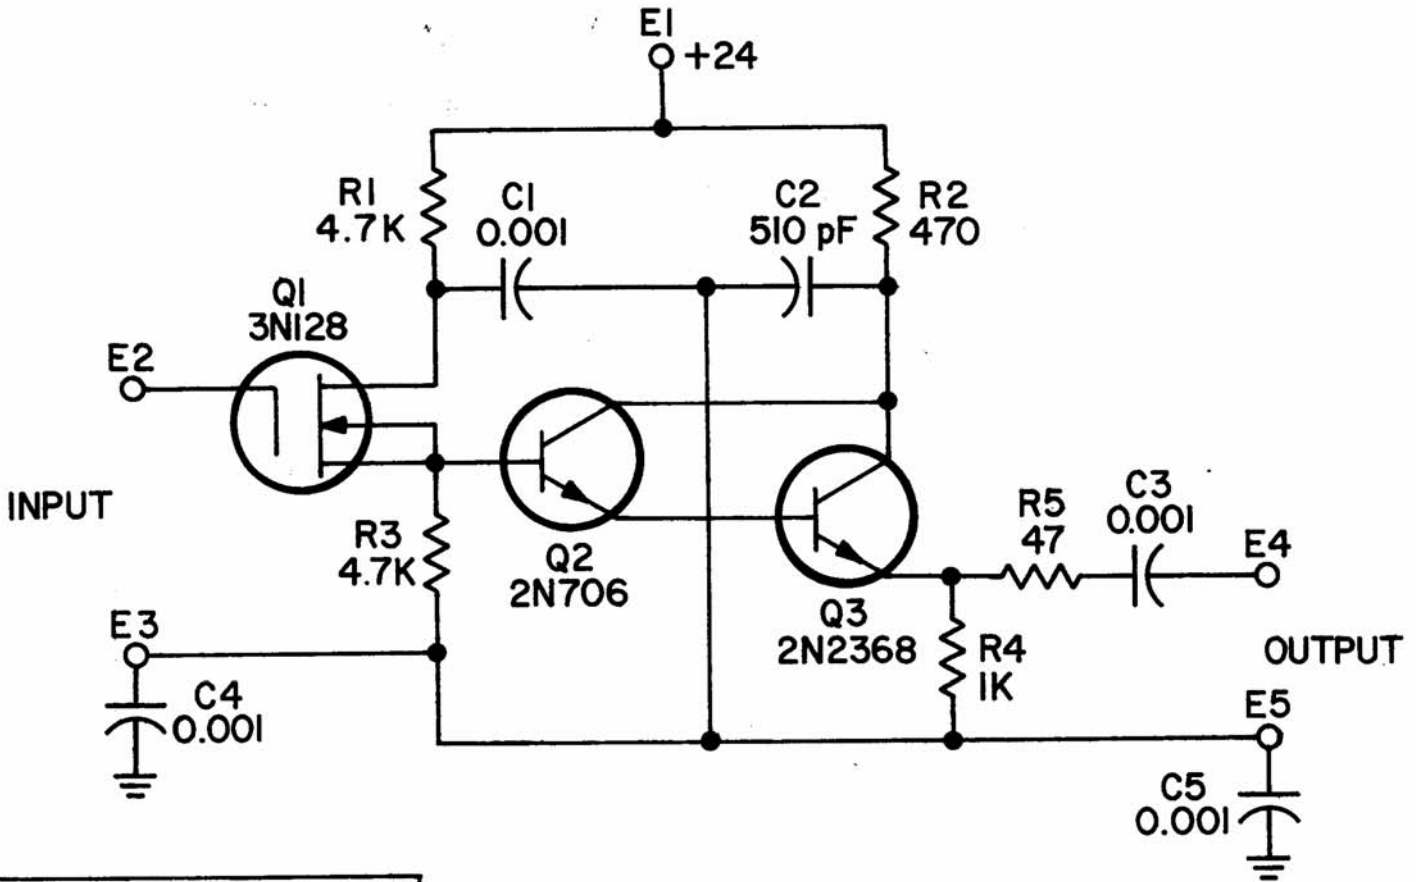 E1
+24
R1
4.7K
C1
0.001
C2
510 pF
R2
470
Q1
3N128
E2
INPUT
R3
4.7K
Q2
2N706
Q3
2N2368
R5
47
C3
0.001
E4
E3
C4
0.001
R4
1K
OUTPUT
E5
C5
0.001